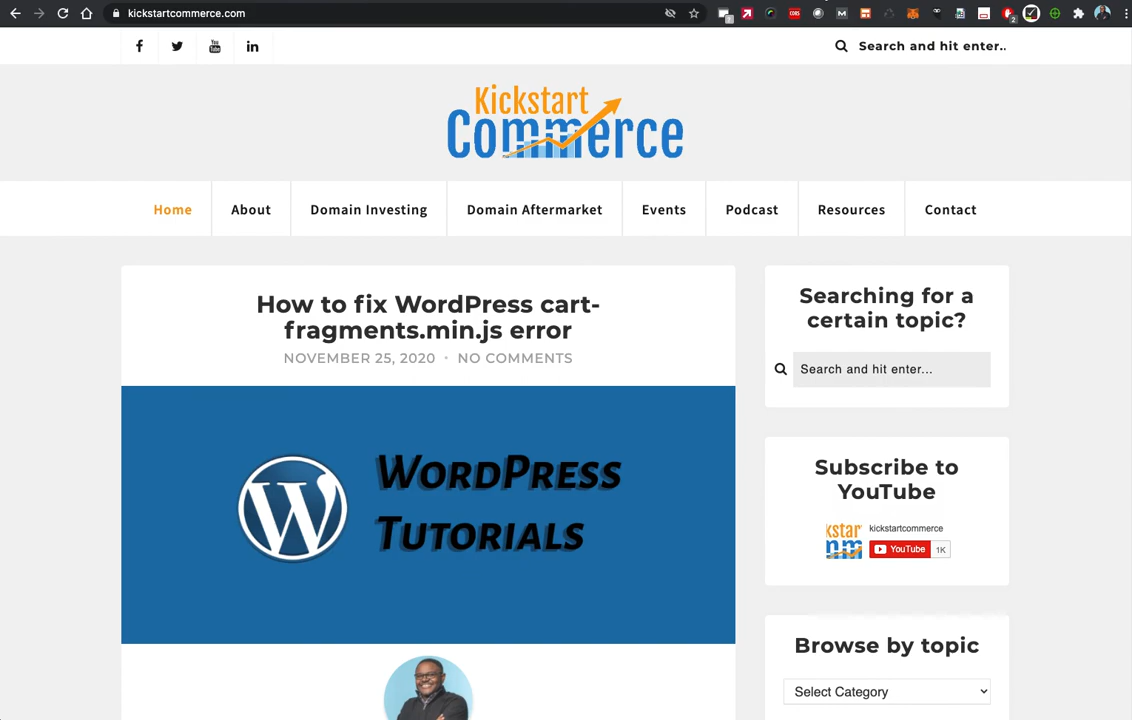 kickstartcommerce.com
Search and hit enter..
Kickstart
Commerce
Home
About
Domain Investing
Domain Aftermarket
Events
Podcast
Resources
Contact
How to fix WordPress cart-
fragments.min.js error
NOVEMBER 25, 2020 • NO COMMENTS
WordPress
Tutorials
Searching for a
certain topic?
Search and hit enter...
Subscribe to
YouTube
kickstartcommerce
YouTube 1K
Browse by topic
Select Category